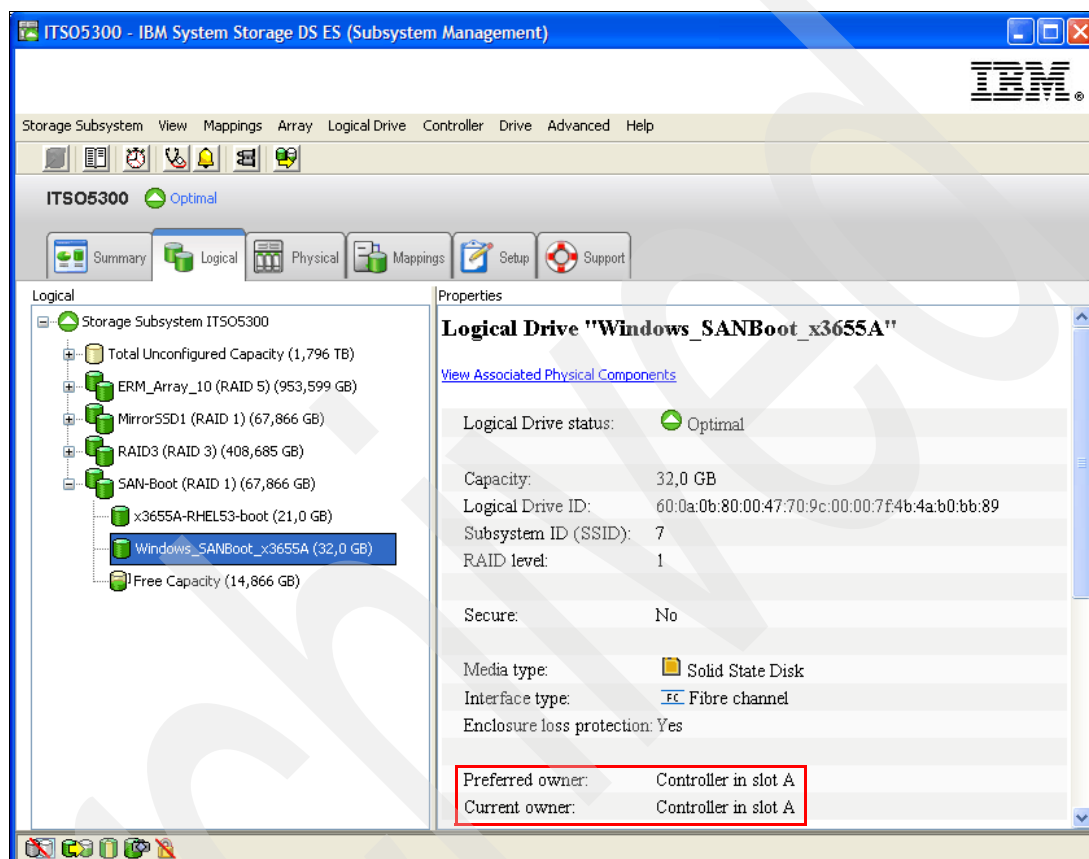 ITSO5300 - IBM System Storage DS ES (Subsystem Management)
IBM®
Storage Subsystem View Mappings Array Logical Drive Controller Drive Advanced Help
ITSO5300 Optimal
Summary Logical Physical Mappings Setup Support
Logical
Storage Subsystem ITSO5300
Total Unconfigured Capacity (1,796 TB)
ERM_Array_10 (RAID 5) (953,599 GB)
MirrorSSD1 (RAID 1) (67,866 GB)
RAID3 (RAID 3) (408,685 GB)
SAN-Boot (RAID 1) (67,866 GB)
x3655A-RHEL53-boot (21,0 GB)
Windows_SANBoot_x3655A (32,0 GB)
Free Capacity (14,866 GB)
Properties
Logical Drive "Windows_SANBoot_x3655A"
View Associated Physical Components
Logical Drive status: Optimal
Capacity: 32,0 GB
Logical Drive ID: 60:0a:0b:80:00:47:70:9c:00:00:7f:4b:4a:b0:bb:89
Subsystem ID (SSID): 7
RAID level: 1
Secure: No
Media type: Solid State Disk
Interface type: FC Fibre channel
Enclosure loss protection: Yes
Preferred owner: Controller in slot A
Current owner: Controller in slot A